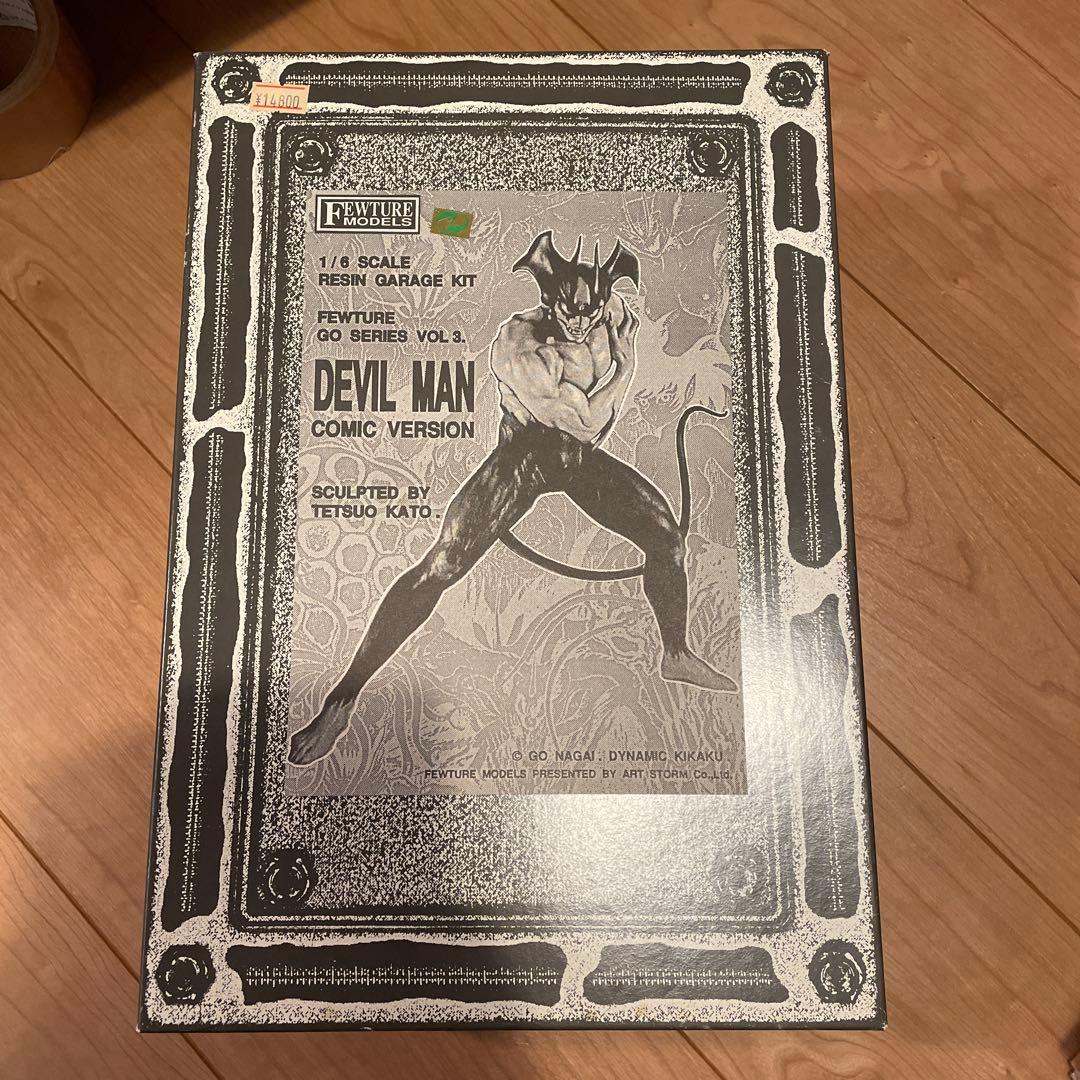 ¥14,800
FEWTURE
MODELS
1/6 SCALE
RESIN GARAGE KIT
FEWTURE
GO SERIES VOL 3.
DEVIL MAN
COMIC VERSION
SCULPTED BY
TETSUO KATO.
© GO NAGAI. DYNAMIC KIKAKU.
FEWTURE MODELS PRESENTED BY ART STORM Co.,Ltd.